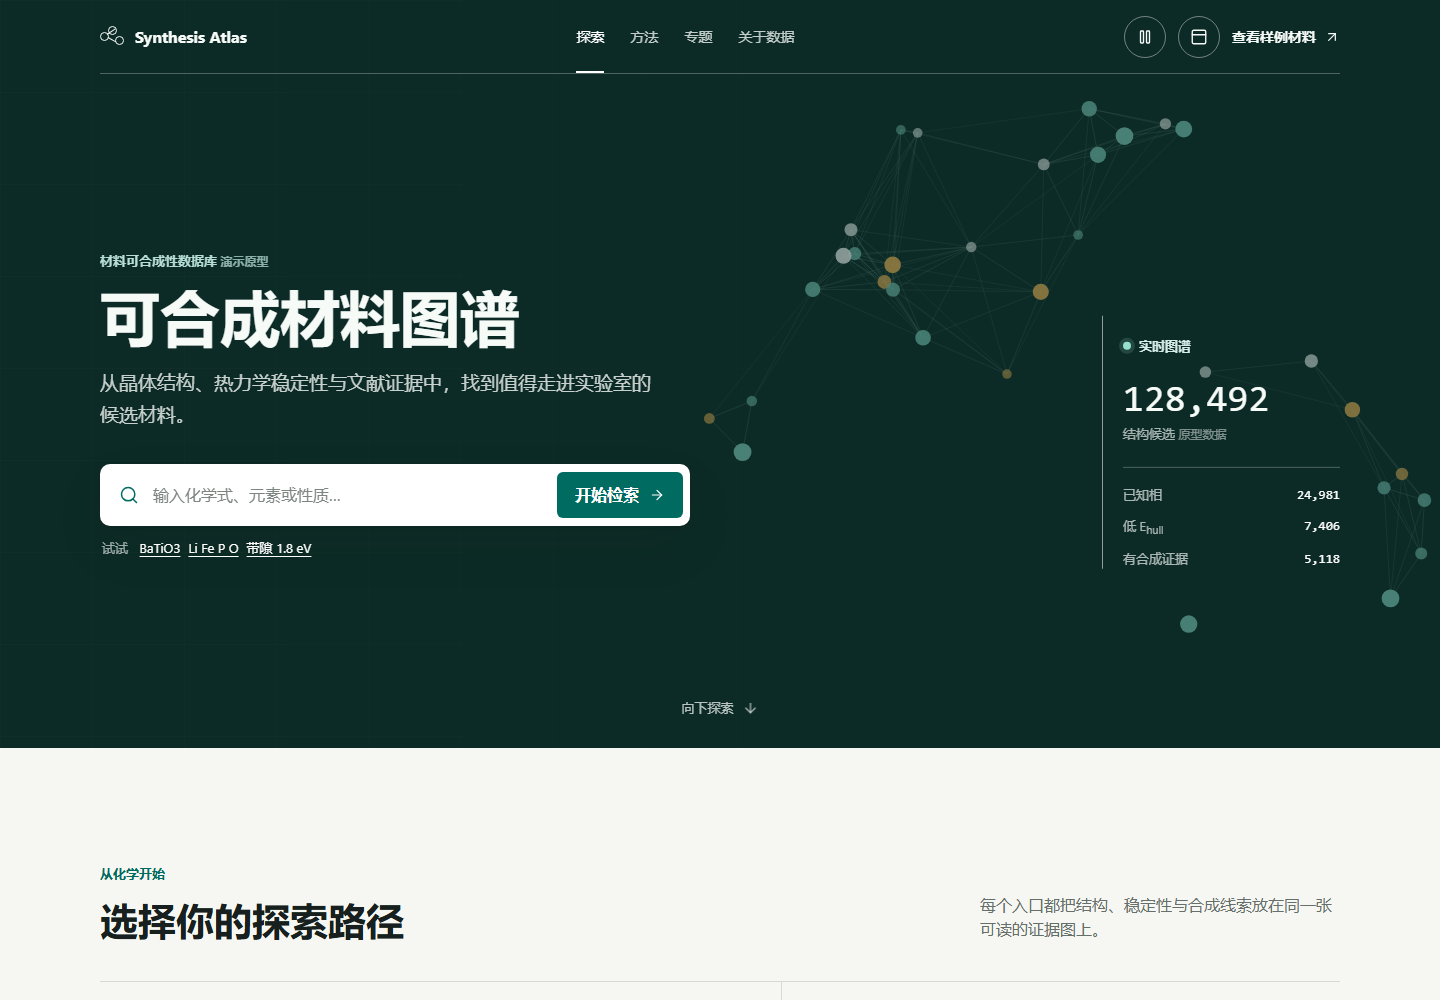 Synthesis Atlas
探索
方法
专题
关于数据
查看样例材料
材料可合成性数据库 演示原型
可合成材料图谱
从晶体结构、热力学稳定性与文献证据中，找到值得走进实验室的
候选材料。
输入化学式、元素或性质...
开始检索
试试 BaTiO3 Li Fe P O 带隙 1.8 eV
实时图谱
128,492
结构候选 原型数据
已知相 24,981
低 Ehull 7,406
有合成证据 5,118
向下探索
从化学开始
选择你的探索路径
每个入口都把结构、稳定性与合成线索放在同一张
可读的证据图上。